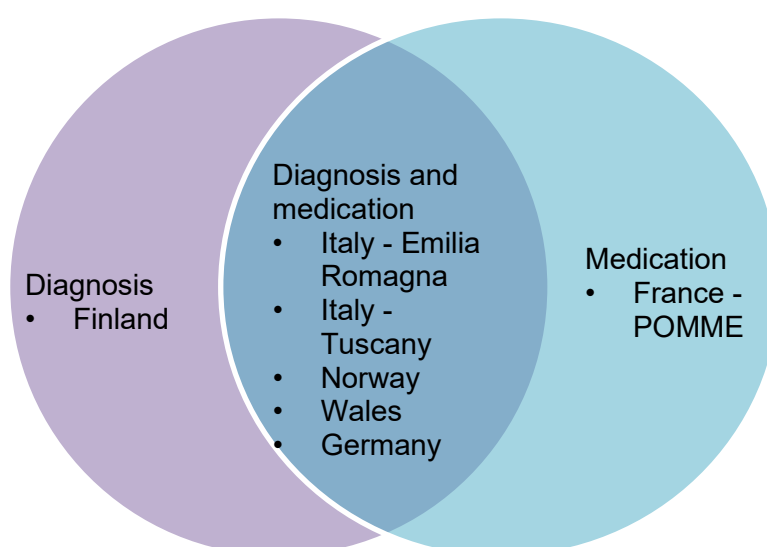 Diagnosis
• Finland
Diagnosis and
medication
• Italy - Emilia
Romagna
• Italy -
Tuscany
• Norway
• Wales
• Germany
Medication
• France -
POMME